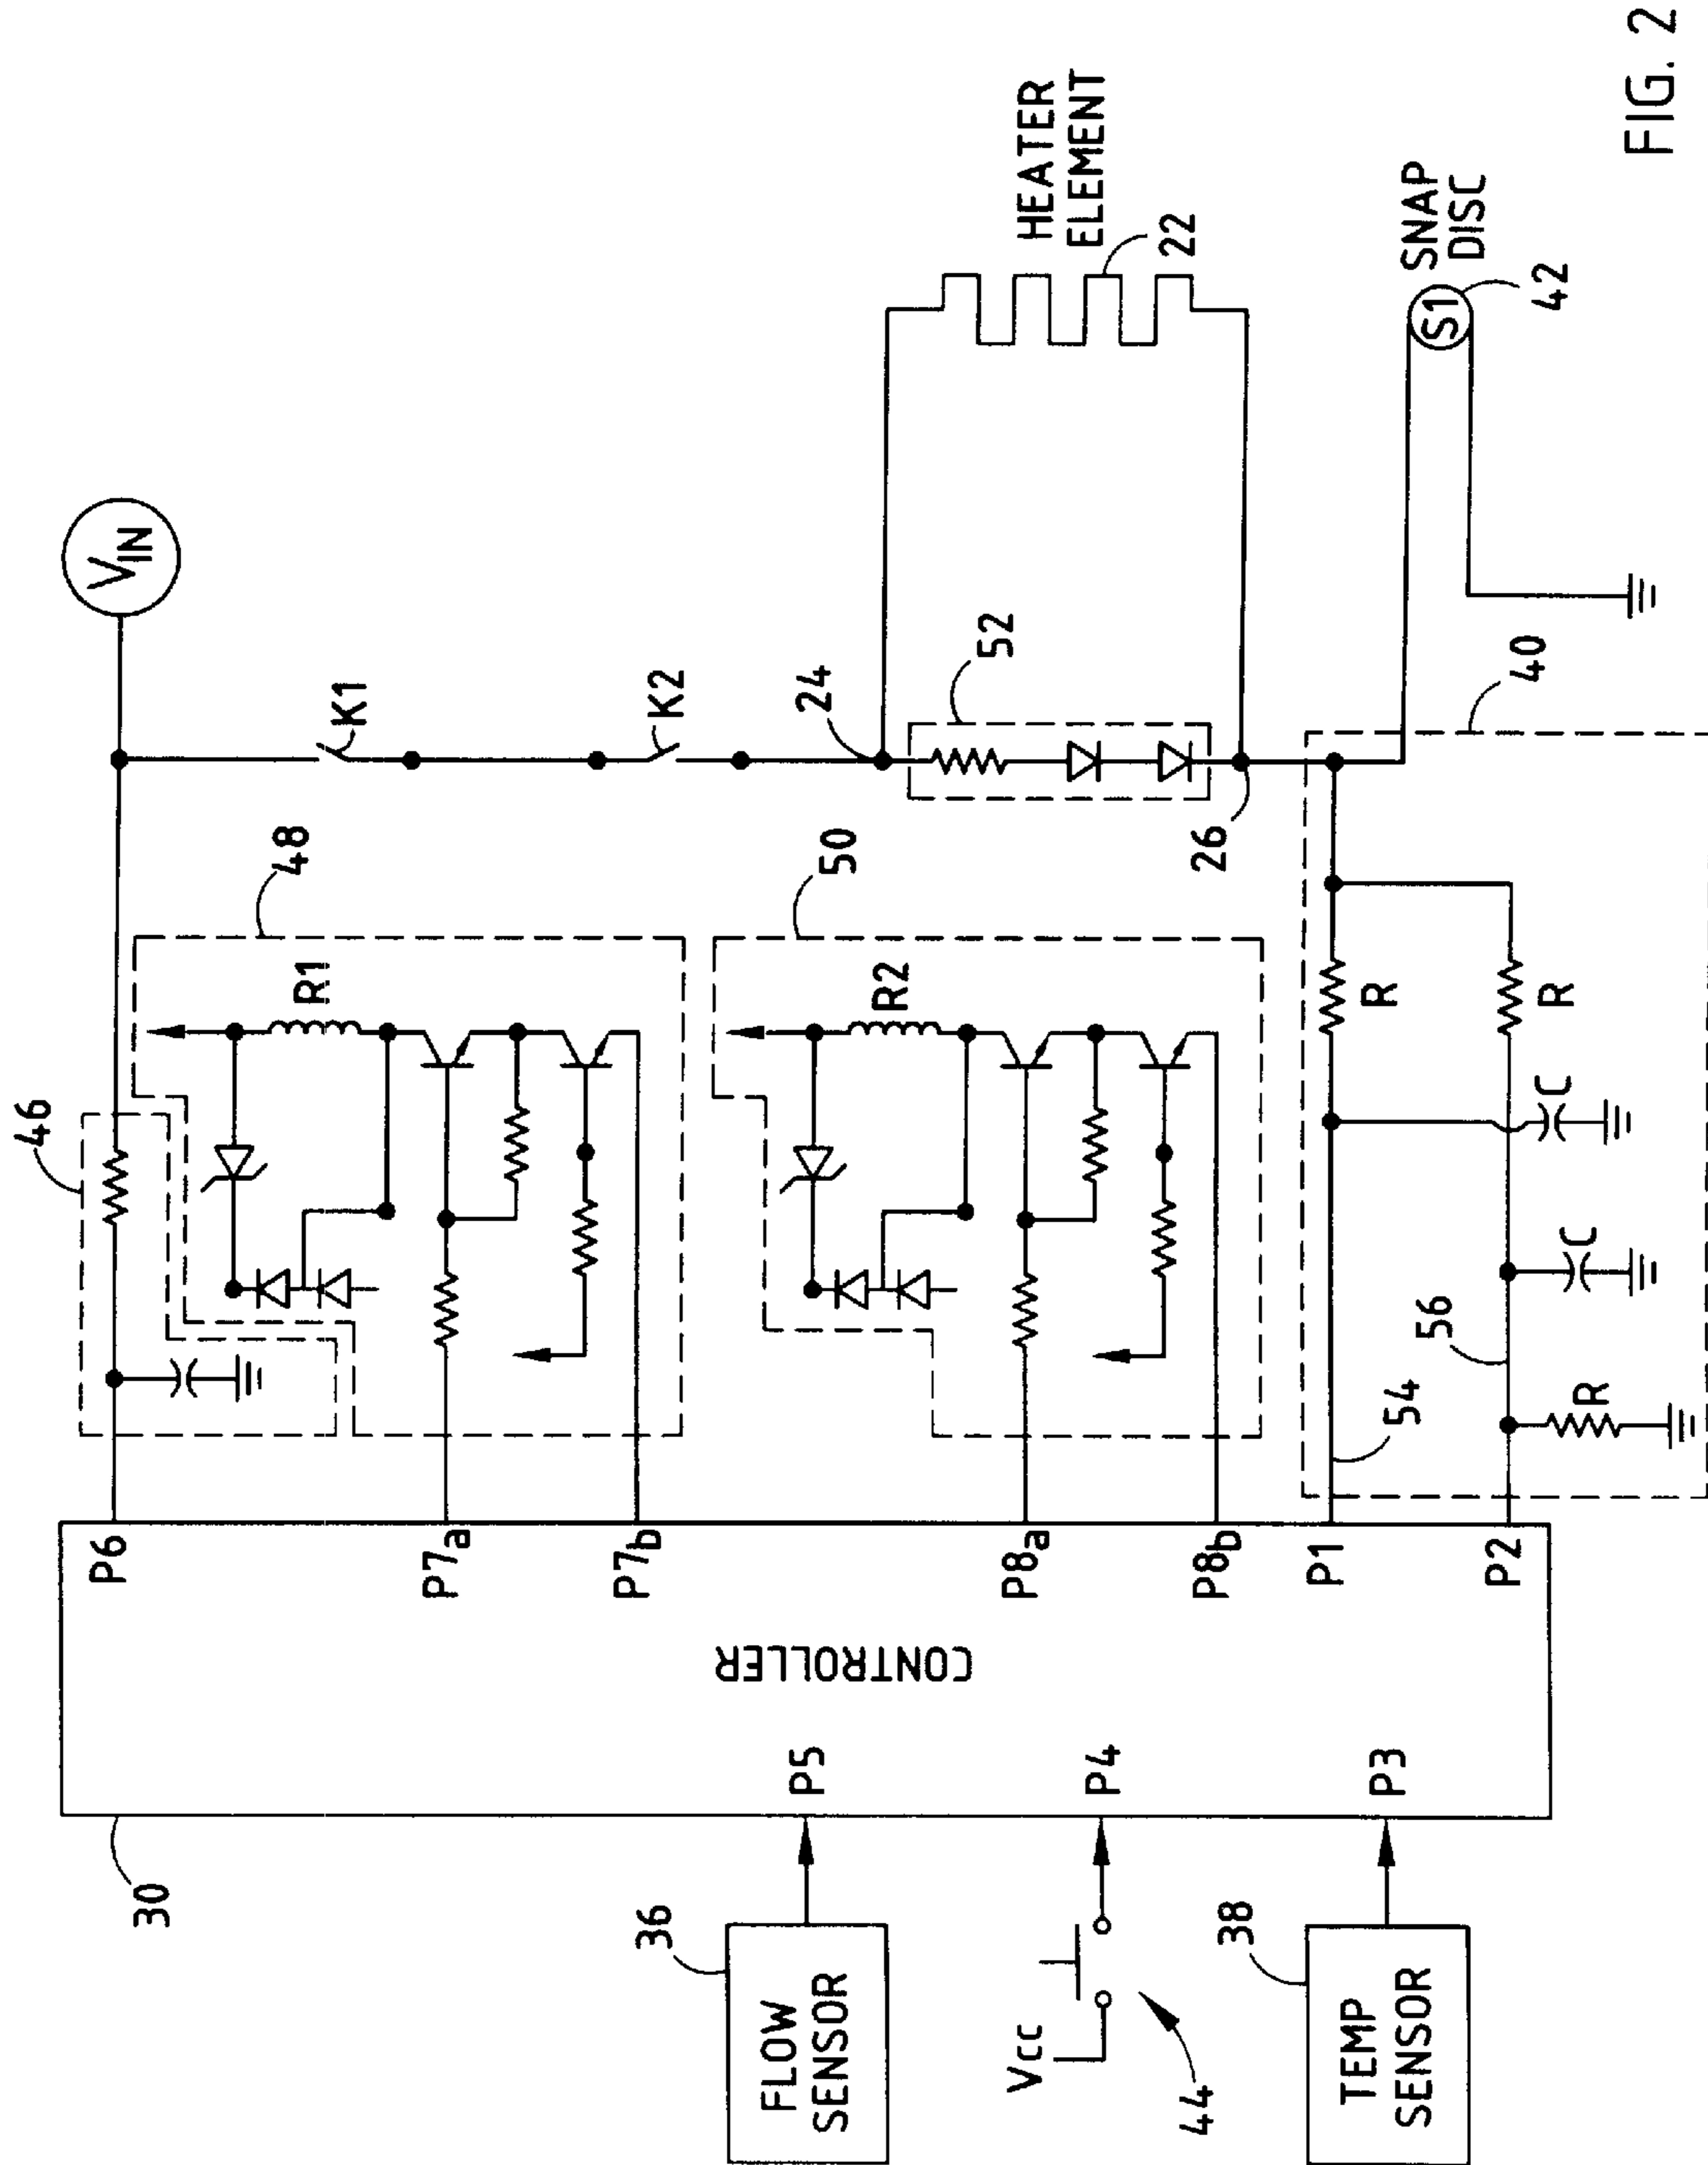 46
V_IN
48
R1
K1
P6
P7a
P7b
30
50
R2
K2
24
52
HEATER
ELEMENT
22
CONTROLLER
P8a
P8b
26
36
FLOW
SENSOR
P5
Vcc
44
P4
38
TEMP
SENSOR
P3
P1
P2
54
56
R
R
R
C
C
40
S1
SNAP
DISC
42
FIG. 2